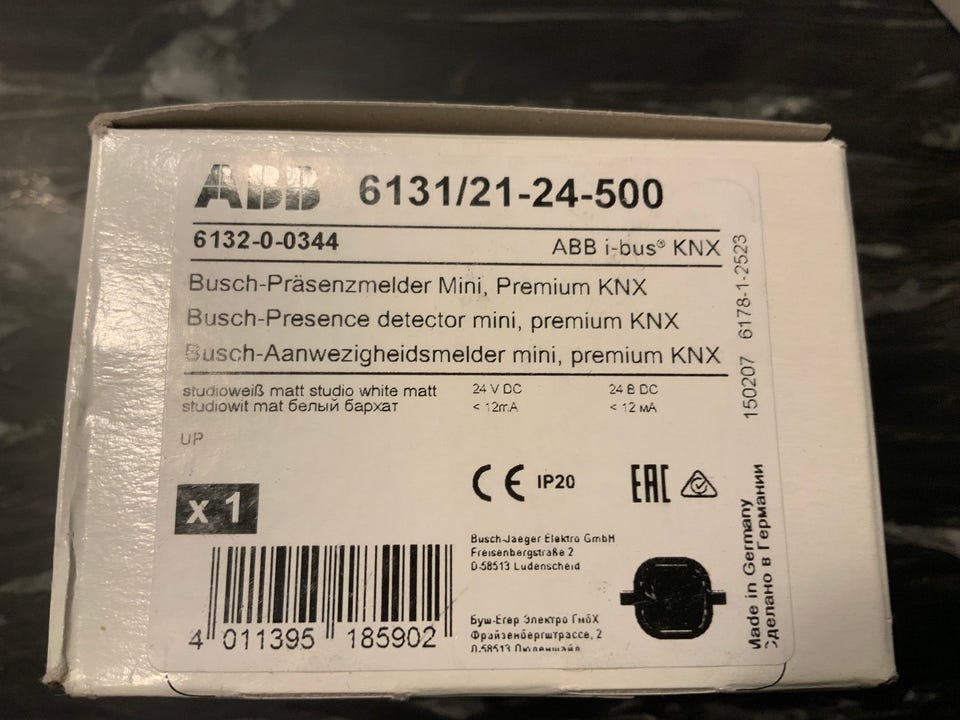 ABB 6131/21-24-500
6132-0-0344
ABB i-bus® KNX
Busch-Präsenzmelder Mini, Premium KNX
Busch-Presence detector mini, premium KNX
Busch-Aanwezigheidsmelder mini, premium KNX
studioweiß matt studio white matt
studiowit mat белый бархат
24 V DC
< 12mA
24 В DC
< 12 мА
UP
x 1
CE IP20
EAC
Busch-Jaeger Elektro GmbH
Freisenbergstraße 2
D-58513 Ludenscheid
Буш-Егер Электро ГмбХ
Фрайзенбергштрассе, 2
D-58513 Люденшайд
4 011395 185902
150207 6178-1-2523
Made in Germany
Сделано в Германии